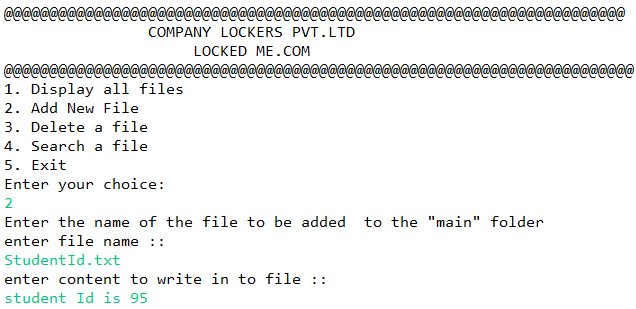 @@@@@@@@@@@@@@@@@@@@@@@@@@@@@@@@@@@@@@@@@@@@@@@@@@@@@@@@@@@@@@@@@@@@@
COMPANY LOCKERS PVT.LTD
LOCKED ME.COM
@@@@@@@@@@@@@@@@@@@@@@@@@@@@@@@@@@@@@@@@@@@@@@@@@@@@@@@@@@@@@@@@@@@@@@
1. Display all files
2. Add New File
3. Delete a file
4. Search a file
5. Exit
Enter your choice:
2
Enter the name of the file to be added  to the "main" folder
enter file name ::
StudentId.txt
enter content to write in to file ::
student Id is 95